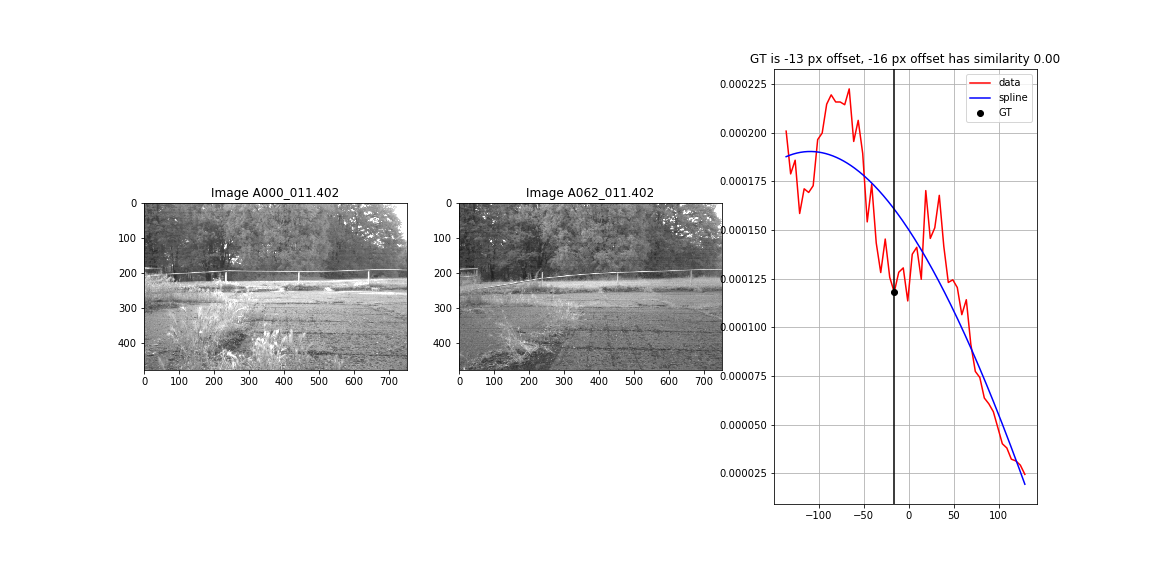 GT is -13 px offset, -16 px offset has similarity 0.00
Image A000_011.402
Image A062_011.402
data
spline
GT
0
100
200
300
400
0 100 200 300 400 500 600 700
0
100
200
300
400
0 100 200 300 400 500 600 700
0.000225
0.000200
0.000175
0.000150
0.000125
0.000100
0.000075
0.000050
0.000025
−100 −50 0 50 100